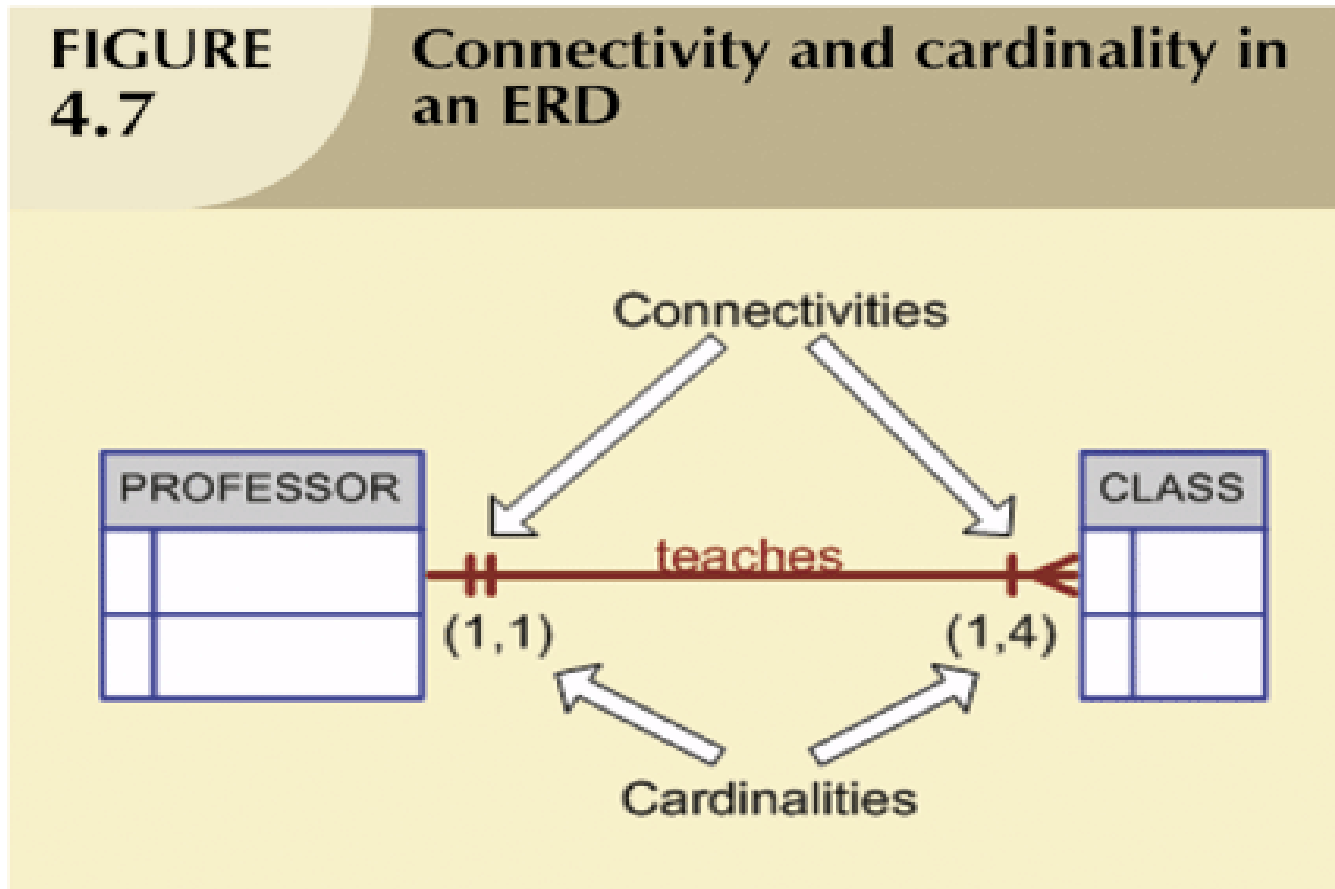 FIGURE
4.7
Connectivity and cardinality in
an ERD
Connectivities
PROFESSOR
CLASS
teaches
(1,1)
(1,4)
Cardinalities